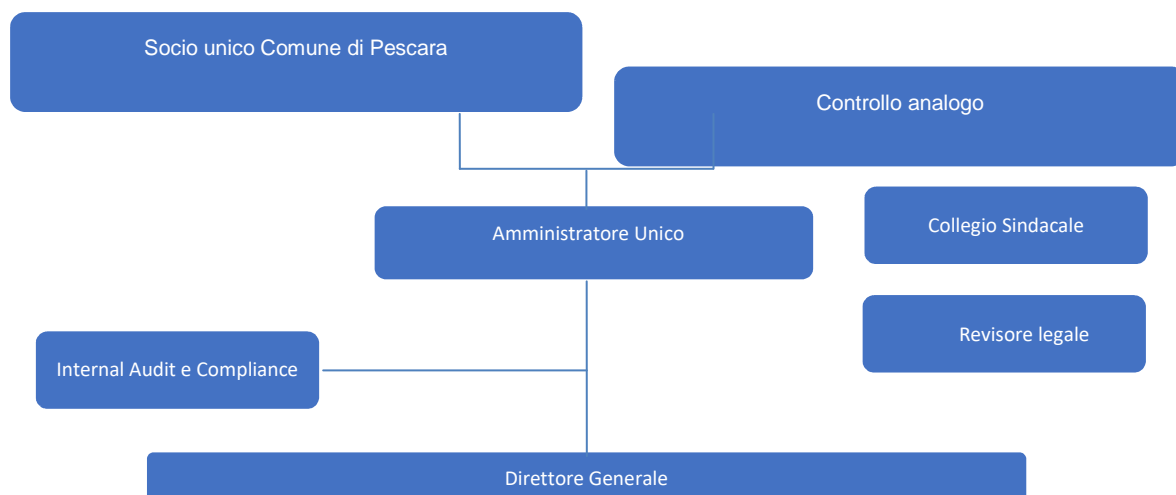 Socio unico Comune di Pescara
Controllo analogo
Amministratore Unico
Collegio Sindacale
Revisore legale
Internal Audit e Compliance
Direttore Generale